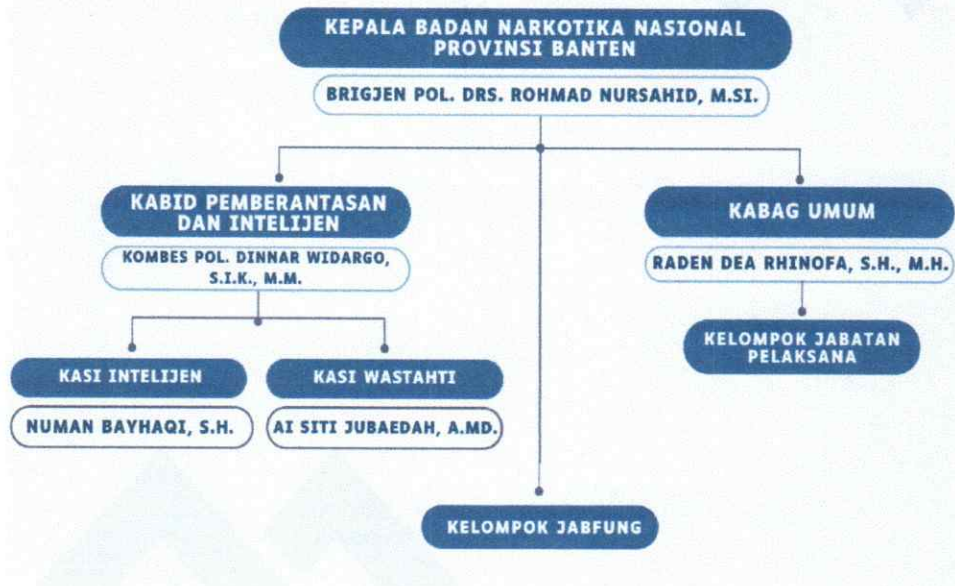 KEPALA BADAN NARKOTIKA NASIONAL
PROVINSI BANTEN
BRIGJEN POL. DRS. ROHMAD NURSAHID, M.SI.
KABID PEMBERANTASAN
DAN INTELIJEN
KOMBES POL. DINNAR WIDARGO,
S.I.K., M.M.
KASI INTELIJEN
NUMAN BAYHAQI, S.H.
KASI WASTAHTI
AI SITI JUBAEDAH, A.MD.
KABAG UMUM
RADEN DEA RHINOFA, S.H., M.H.
KELOMPOK JABATAN
PELAKSANA
KELOMPOK JABFUNG